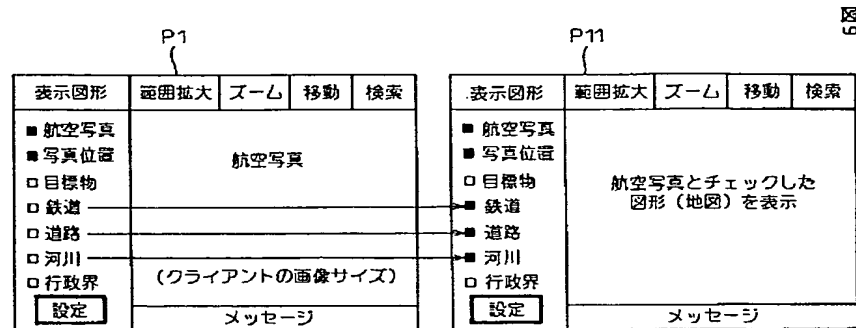 P1
表示図形 範囲拡大 ズーム 移動 検索
■ 航空写真
■ 写真位置
□ 目標物
□ 鉄道
□ 道路
□ 河川
□ 行政界
設定
航空写真
(クライアントの画像サイズ)
メッセージ
P11
表示図形 範囲拡大 ズーム 移動 検索
■ 航空写真
■ 写真位置
□ 目標物
■ 鉄道
■ 道路
■ 河川
□ 行政界
設定
航空写真とチェックした
図形(地図)を表示
メッセージ